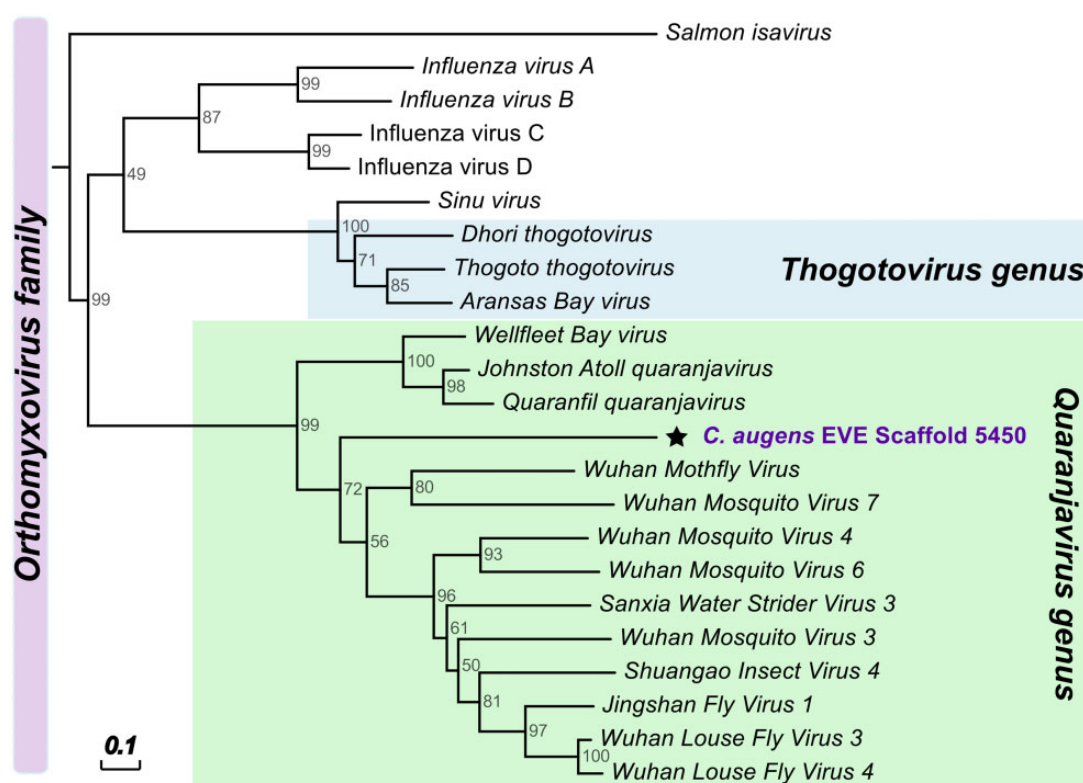 Orthomyxovirus family
Salmon isavirus
Influenza virus A
99
Influenza virus B
87
Influenza virus C
99
Influenza virus D
49
Sinu virus
100
Dhori thogotovirus
71
Thogoto thogotovirus
Thogotovirus genus
85
Aransas Bay virus
99
Wellfleet Bay virus
100
Johnston Atoll quaranjavirus
98
Quaranfil quaranjavirus
99
C. augens EVE Scaffold 5450
Wuhan Mothfly Virus
72
80
Wuhan Mosquito Virus 7
Wuhan Mosquito Virus 4
56
93
Wuhan Mosquito Virus 6
96
Sanxia Water Strider Virus 3
61
Wuhan Mosquito Virus 3
50
Shuangao Insect Virus 4
81
Jingshan Fly Virus 1
97
Wuhan Louse Fly Virus 3
100
Wuhan Louse Fly Virus 4
Quaranjavirus genus
0.1